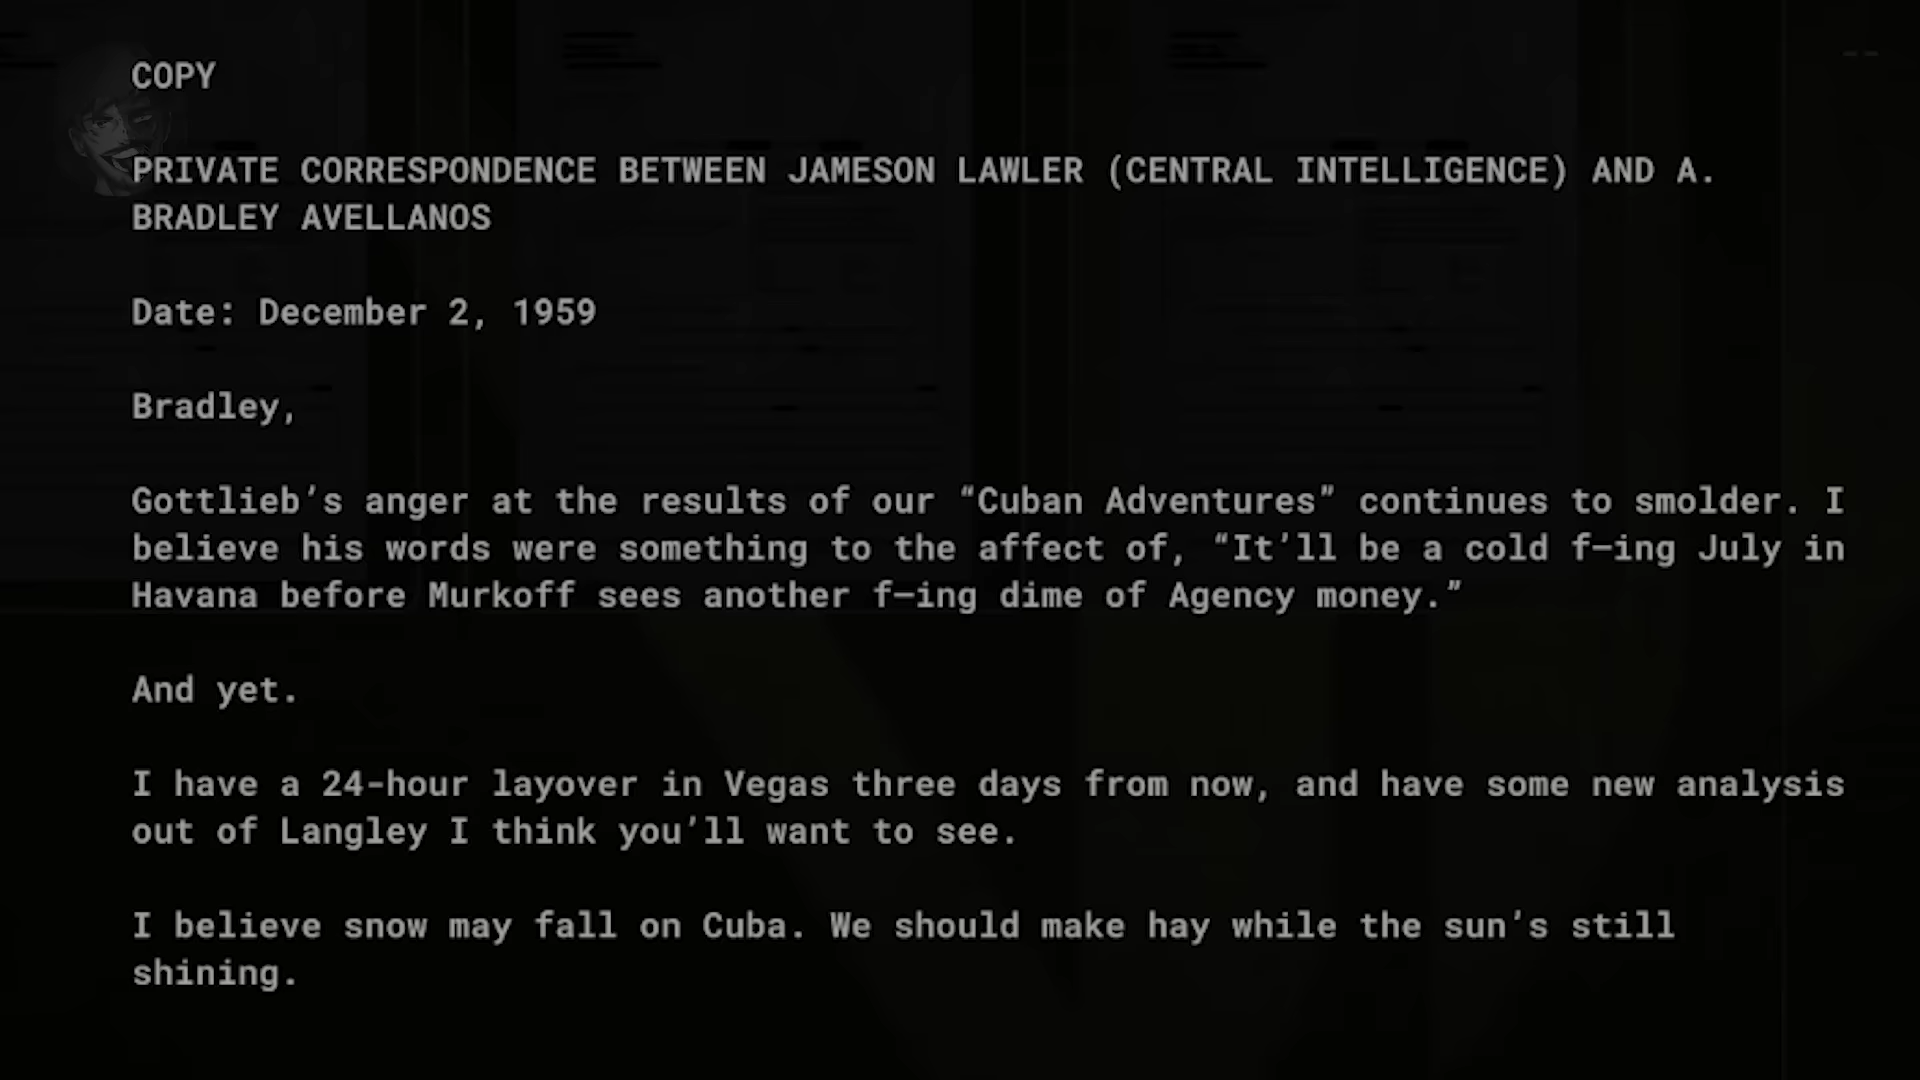 COPY
PRIVATE CORRESPONDENCE BETWEEN JAMESON LAWLER (CENTRAL INTELLIGENCE) AND A.
BRADLEY AVELLANOS
Date: December 2, 1959
Bradley,
Gottlieb’s anger at the results of our “Cuban Adventures” continues to smolder. I
believe his words were something to the affect of, “It’ll be a cold f—ing July in
Havana before Murkoff sees another f—ing dime of Agency money.”
And yet.
I have a 24-hour layover in Vegas three days from now, and have some new analysis
out of Langley I think you’ll want to see.
I believe snow may fall on Cuba. We should make hay while the sun’s still
shining.